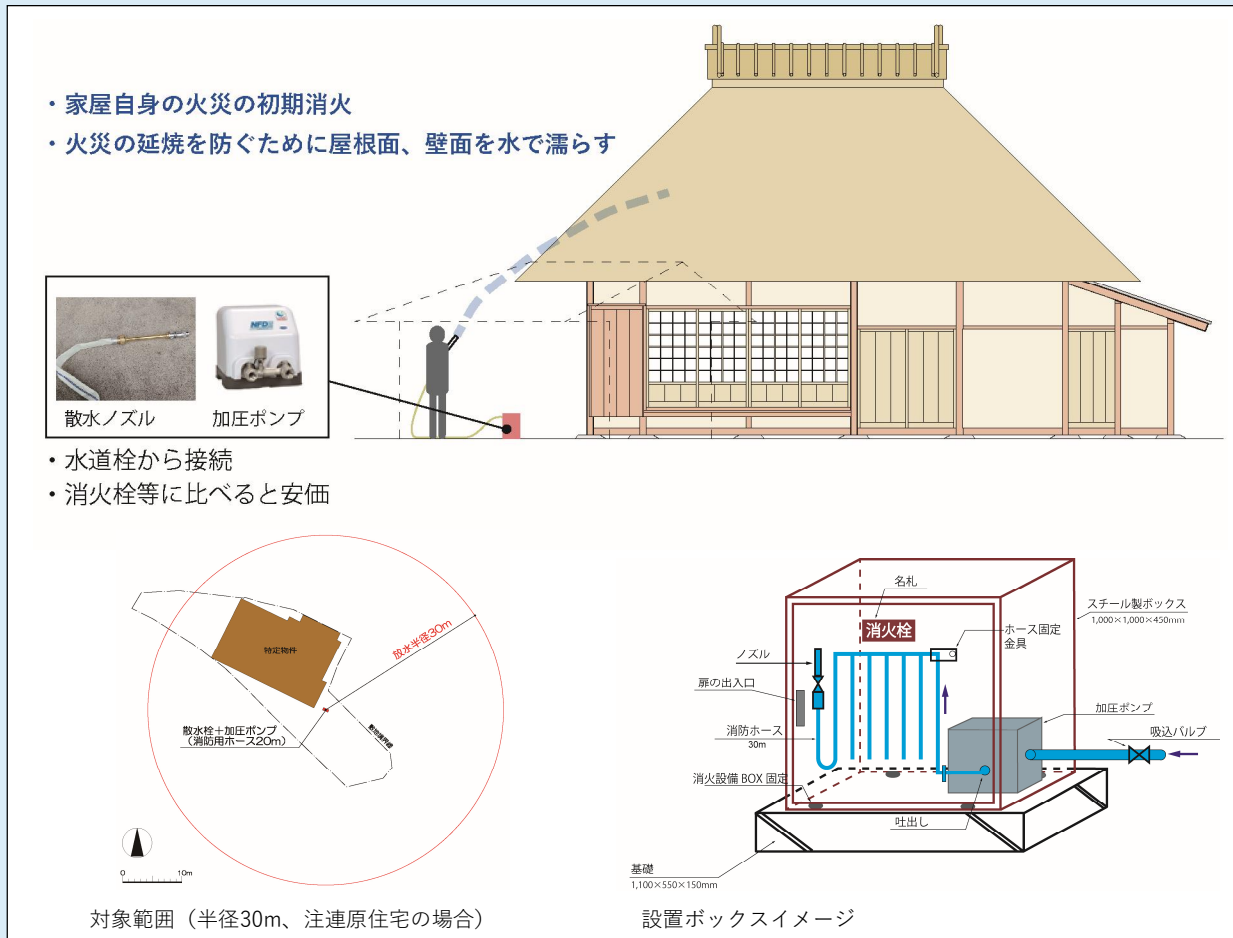 ・家屋自身の火災の初期消火
・火災の延焼を防ぐために屋根面、壁面を水で濡らす
NFD
散水ノズル
加圧ポンプ
・水道栓から接続
・消火栓等に比べると安価
特定物件
放水半径30m
散水栓＋加圧ポンプ
（消防用ホース20m）
敷地境界線
0
10m
対象範囲（半径30m、注連原住宅の場合）
名札
スチール製ボックス
1,000×1,000×450mm
消火栓
ホース固定
金具
ノズル
扉の出入口
加圧ポンプ
吸込バルブ
消防ホース
30m
消火設備 BOX 固定
吐出し
基礎
1,100×550×150mm
設置ボックスイメージ